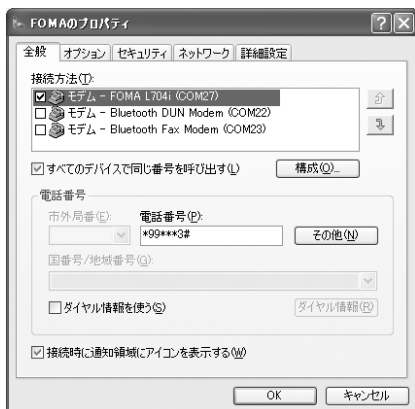 FOMAのプロパティ
全般 オプション セキュリティ ネットワーク 詳細設定
接続方法(T):
モデム - FOMA L704i (COM27)
モデム - Bluetooth DUN Modem (COM22)
モデム - Bluetooth Fax Modem (COM23)
すべてのデバイスで同じ番号を呼び出す(L) 構成(O)...
電話番号
市外局番(E): 電話番号(P):
*99***3# その他(N)
国番号/地域番号(G):
ダイヤル情報を使う(S) ダイヤル情報(R)
接続時に通知領域にアイコンを表示する(W)
OK キャンセル